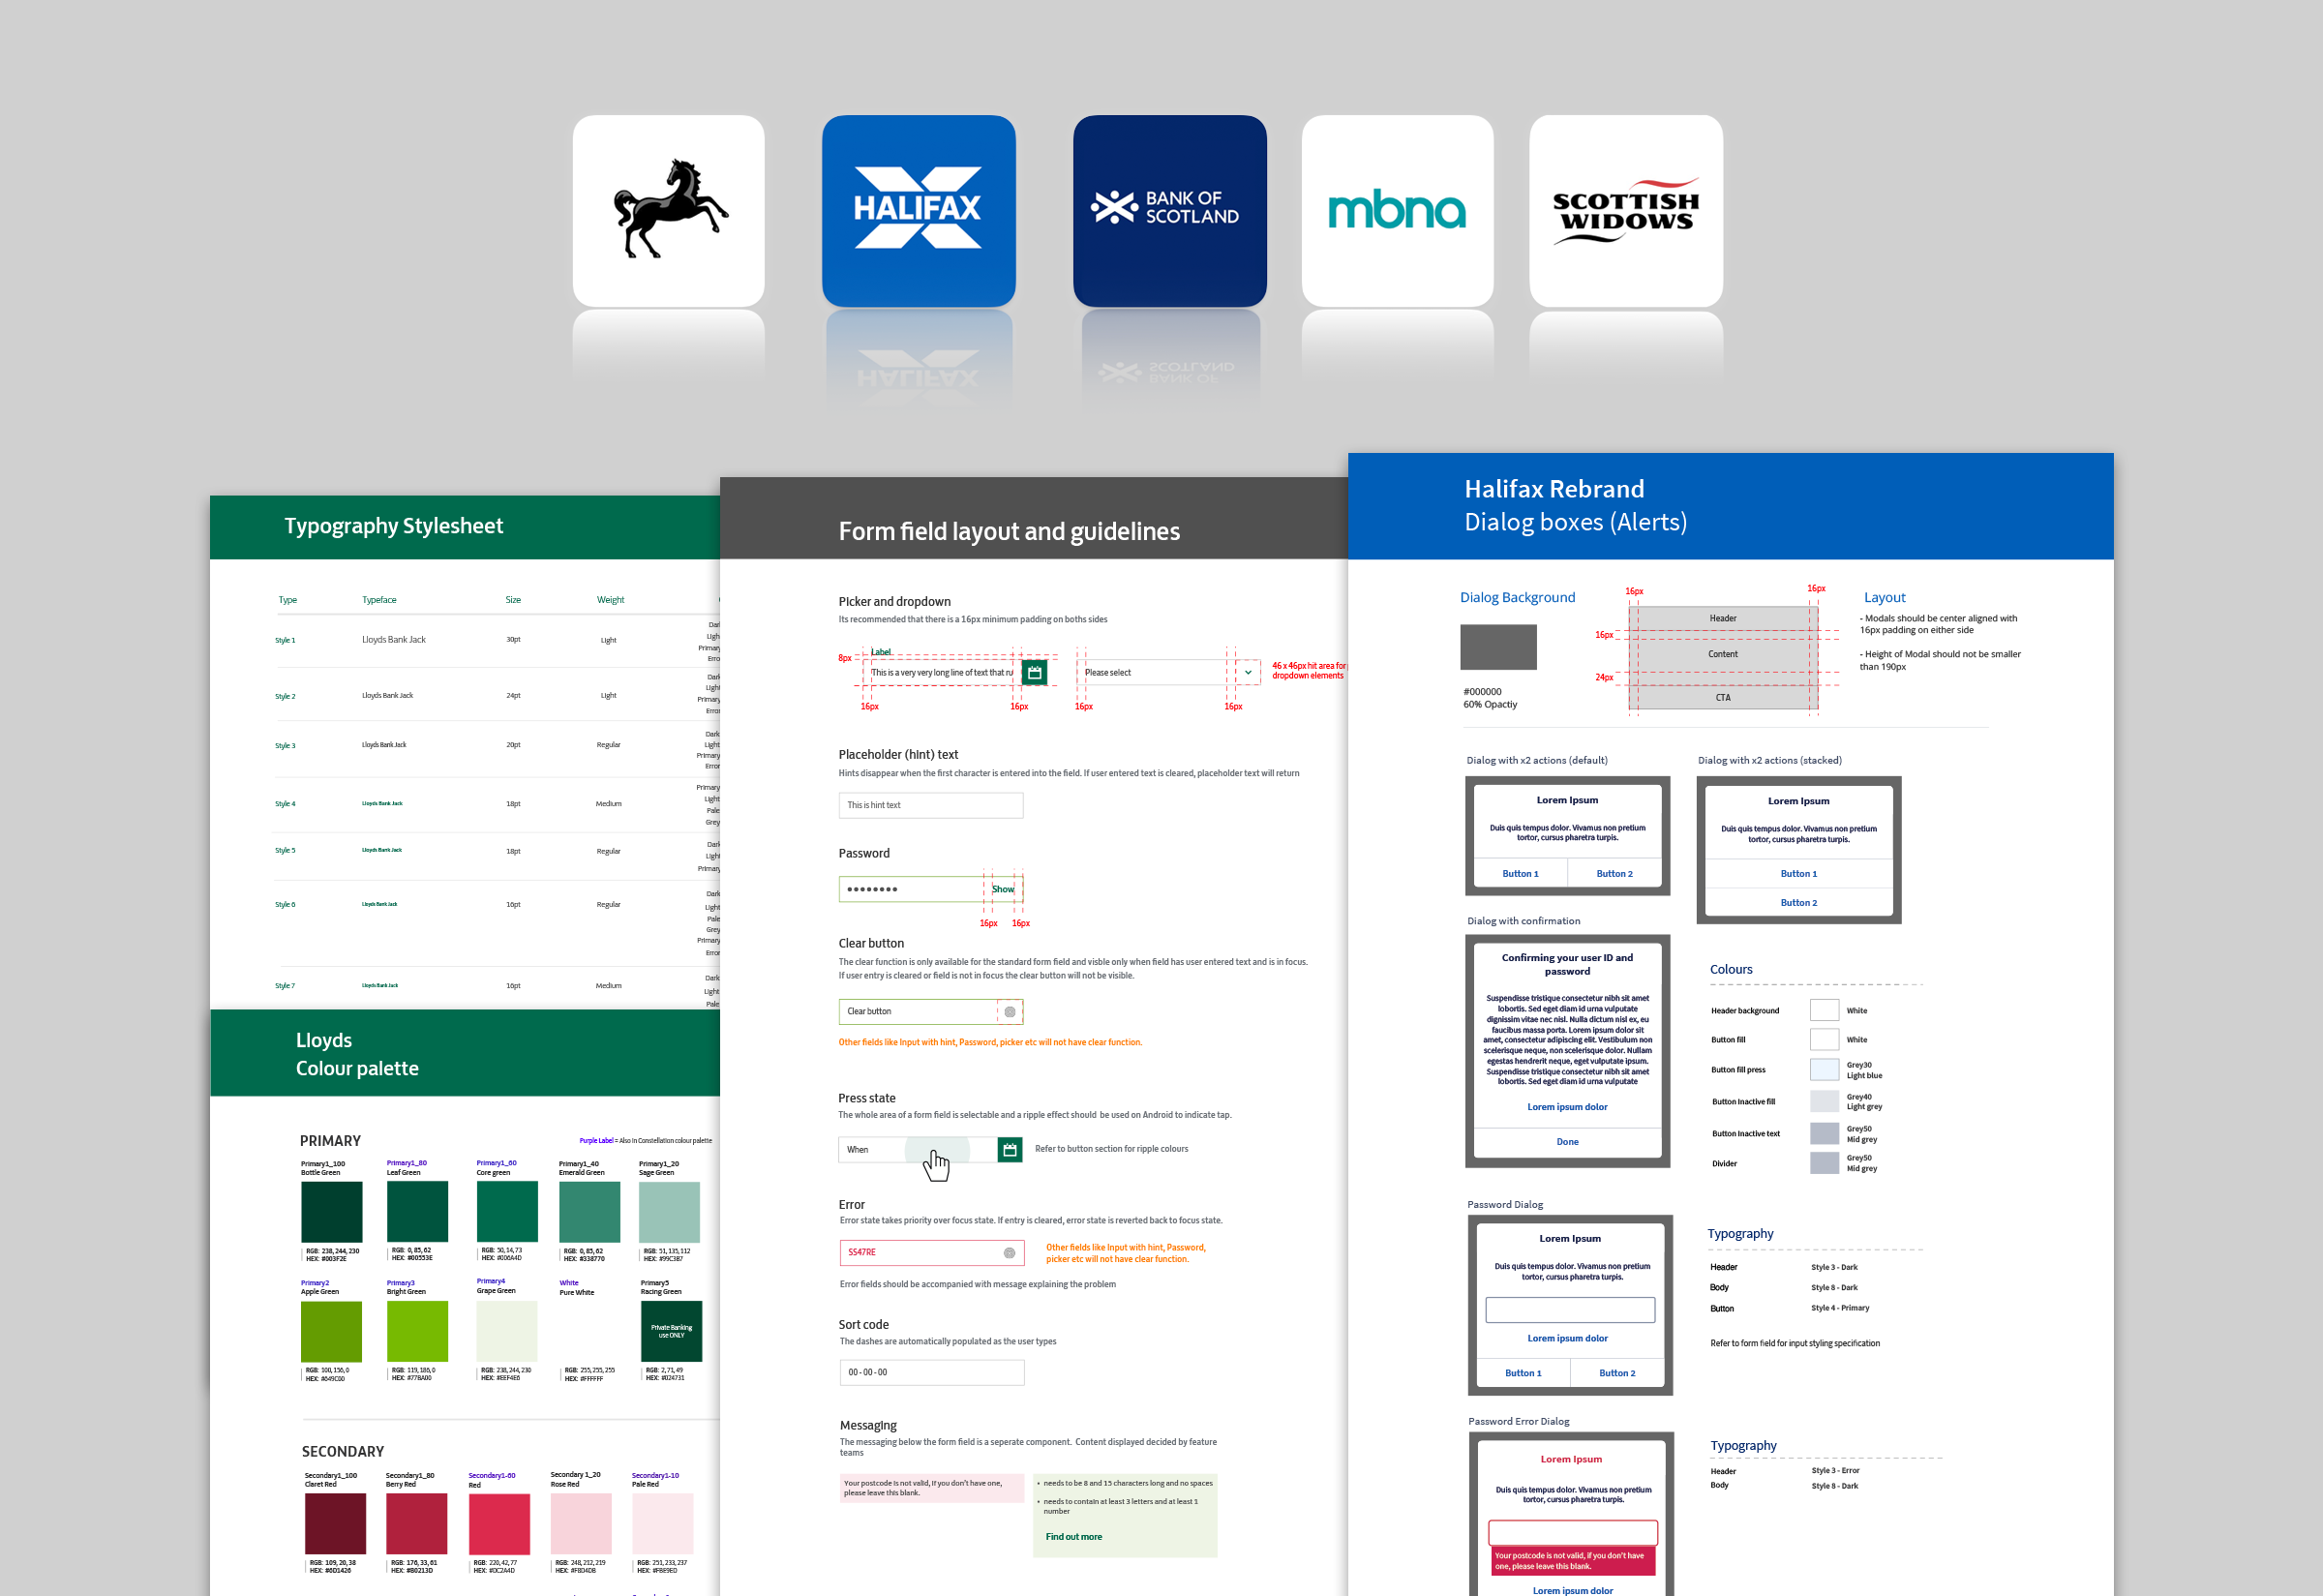 HALIFAX
BANK OF
SCOTLAND
mbna
SCOTTISH
WIDOWS
Typography Stylesheet
Type Typeface Size Weight
Style 1 Lloyds Bank Jack 30pt Light
Style 2 Lloyds Bank Jack 24pt Light
Style 3 Lloyds Bank Jack 20pt Regular
Style 4 Lloyds Bank Jack 18pt Medium
Style 5 Lloyds Bank Jack 18pt Regular
Style 6 Lloyds Bank Jack 16pt Regular
Style 7 Lloyds Bank Jack 16pt Medium
Lloyds
Colour palette
PRIMARY
Purple Label = Also in Constellation colour palette
Primary1_100 Primary1_80 Primary1_60 Primary1_40 Primary1_20
Bottle Green Leaf Green Core green Emerald Green Sage Green
RGB: 238, 244, 230 RGB: 0, 85, 62 RGB: 50, 14, 73 RGB: 0, 85, 62 RGB: 51, 135, 112
HEX: #003F2E HEX: #00553E HEX: #006A4D HEX: #338770 HEX: #99C3B7
Primary2 Primary3 Primary4 White Primary5
Apple Green Bright Green Grape Green Pure White Racing Green
Private Banking
use ONLY
RGB: 100, 156, 0 RGB: 119, 186, 0 RGB: 238, 244, 230 RGB: 255, 255, 255 RGB: 2, 71, 49
HEX: #649C00 HEX: #77BA00 HEX: #EEF4E6 HEX: #FFFFFF HEX: #024731
SECONDARY
Secondary1_100 Secondary1_80 Secondary1-60 Secondary 1_20 Secondary1-10
Claret Red Berry Red Red Rose Red Pale Red
RGB: 109, 20, 38 RGB: 176, 33, 61 RGB: 220, 42, 77 RGB: 248, 212, 219 RGB: 251, 233, 237
HEX: #6D1426 HEX: #B0213D HEX: #DC2A4D HEX: #F8D4DB HEX: #FBE9ED
Form field layout and guidelines
Picker and dropdown
Its recommended that there is a 16px minimum padding on boths sides
Label
8px
This is a very very long line of text that ru
Please select
46 x 46px hit area for
dropdown elements
16px 16px 16px 16px
Placeholder (hint) text
Hints disappear when the first character is entered into the field. If user entered text is cleared, placeholder text will return
This is hint text
Password
Show
16px 16px
Clear button
The clear function is only available for the standard form field and visble only when field has user entered text and is in focus.
If user entry is cleared or field is not in focus the clear button will not be visible.
Clear button
Other fields like Input with hint, Password, picker etc will not have clear function.
Press state
The whole area of a form field is selectable and a ripple effect should be used on Android to indicate tap.
When
Refer to button section for ripple colours
Error
Error state takes priority over focus state. If entry is cleared, error state is reverted back to focus state.
SS47RE
Other fields like Input with hint, Password,
picker etc will not have clear function.
Error fields should be accompanied with message explaining the problem
Sort code
The dashes are automatically populated as the user types
00 - 00 - 00
Messaging
The messaging below the form field is a seperate component. Content displayed decided by feature
teams
Your postcode is not valid, if you don't have one,
please leave this blank.
• needs to be 8 and 15 characters long and no spaces
• needs to contain at least 3 letters and at least 1
number
Find out more
Halifax Rebrand
Dialog boxes (Alerts)
Dialog Background
#000000
60% Opactiy
16px 16px
Header
16px
Content
24px
CTA
Layout
- Modals should be center aligned with
16px padding on either side
- Height of Modal should not be smaller
than 190px
Dialog with x2 actions (default)
Lorem Ipsum
Duis quis tempus dolor. Vivamus non pretium
tortor, cursus pharetra turpis.
Button 1 Button 2
Dialog with x2 actions (stacked)
Lorem Ipsum
Duis quis tempus dolor. Vivamus non pretium
tortor, cursus pharetra turpis.
Button 1
Button 2
Dialog with confirmation
Confirming your user ID and
password
Suspendisse tristique consectetur nibh sit amet
lobortis. Sed eget diam id urna vulputate
dignissim vitae nec nisl. Nulla dictum nisl ex, eu
faucibus massa porta. Lorem ipsum dolor sit
amet, consectetur adipiscing elit. Vestibulum non
scelerisque neque, non scelerisque dolor. Nullam
egestas hendrerit neque, eget vulputate ipsum.
Suspendisse tristique consectetur nibh sit amet
lobortis. Sed eget diam id urna vulputate
Lorem ipsum dolor
Done
Colours
Header background White
Button fill White
Button fill press Grey30
Light blue
Button Inactive fill Grey40
Light grey
Button Inactive text Grey50
Mid grey
Divider Grey50
Mid grey
Password Dialog
Lorem Ipsum
Duis quis tempus dolor. Vivamus non pretium
tortor, cursus pharetra turpis.
Lorem ipsum dolor
Button 1 Button 2
Typography
Header Style 3 - Dark
Body Style 8 - Dark
Button Style 4 - Primary
Refer to form field for input styling specification
Password Error Dialog
Lorem Ipsum
Duis quis tempus dolor. Vivamus non pretium
tortor, cursus pharetra turpis.
Your postcode is not valid, if you don't have
one, please leave this blank.
Lorem ipsum dolor
Typography
Header Style 3 - Error
Body Style 8 - Dark